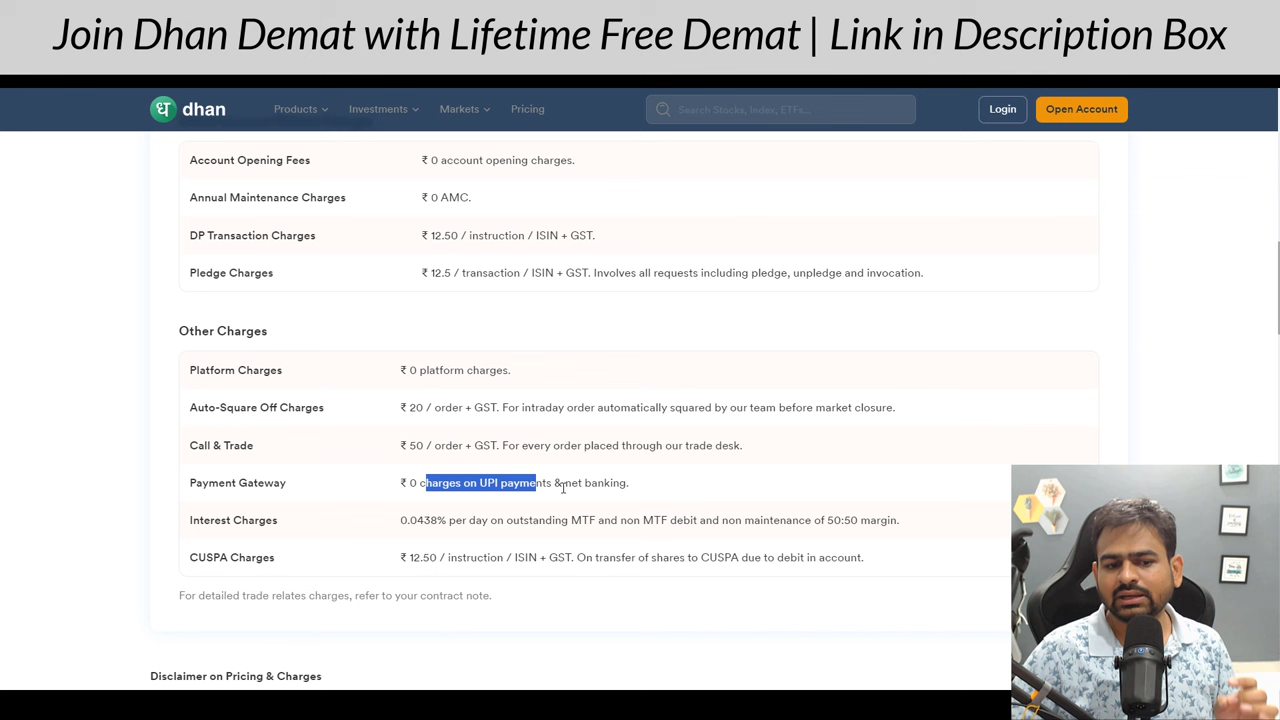 Join Dhan Demat with Lifetime Free Demat | Link in Description Box
ध dhan Products Investments Markets Pricing Search Stocks, Index, ETFs... Login Open Account
Account Opening Fees ₹ 0 account opening charges.
Annual Maintenance Charges ₹ 0 AMC.
DP Transaction Charges ₹ 12.50 / instruction / ISIN + GST.
Pledge Charges ₹ 12.5 / transaction / ISIN + GST. Involves all requests including pledge, unpledge and invocation.
Other Charges
Platform Charges ₹ 0 platform charges.
Auto-Square Off Charges ₹ 20 / order + GST. For intraday order automatically squared by our team before market closure.
Call & Trade ₹ 50 / order + GST. For every order placed through our trade desk.
Payment Gateway ₹ 0 charges on UPI payments & net banking.
Interest Charges 0.0438% per day on outstanding MTF and non MTF debit and non maintenance of 50:50 margin.
CUSPA Charges ₹ 12.50 / instruction / ISIN + GST. On transfer of shares to CUSPA due to debit in account.
For detailed trade relates charges, refer to your contract note.
Disclaimer on Pricing & Charges